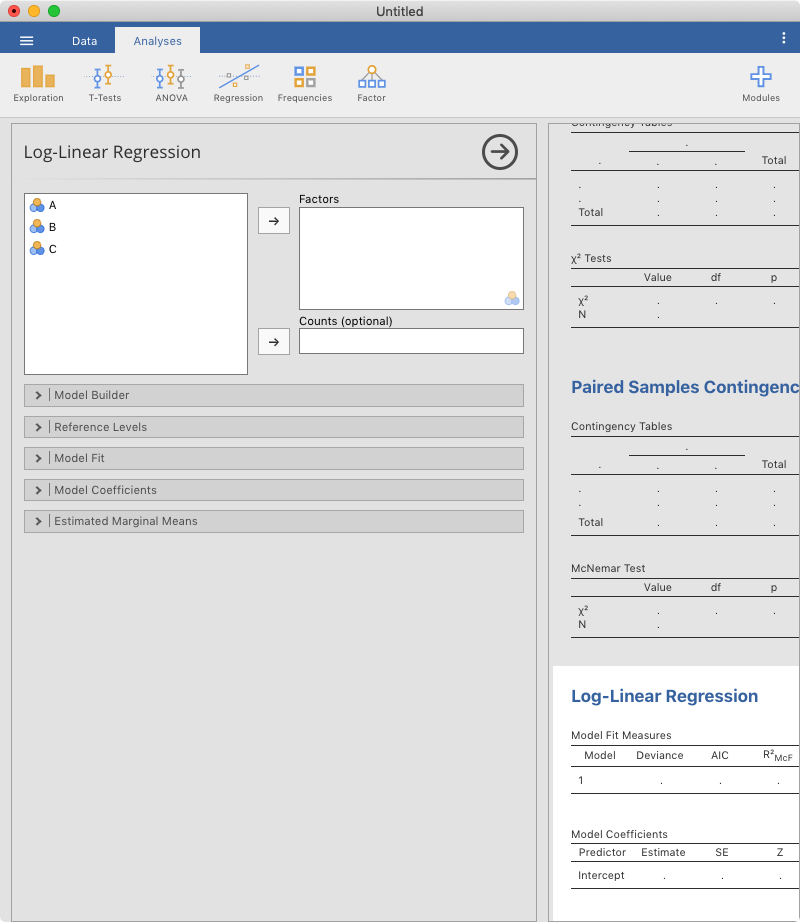 Untitled
Data
Analyses
Exploration
T-Tests
ANOVA
Regression
Frequencies
Factor
Modules
Log-Linear Regression
A
B
C
Factors
Counts (optional)
Model Builder
Reference Levels
Model Fit
Model Coefficients
Estimated Marginal Means
Contingency Tables
.
. . . Total
. . . .
. . . .
Total . . .
χ² Tests
Value df p
χ² . . .
N .
Paired Samples Contingenc
Contingency Tables
.
. . . Total
. . . .
. . . .
Total . . .
McNemar Test
Value df p
χ² . . .
N .
Log-Linear Regression
Model Fit Measures
Model Deviance AIC R²McF
1 . . .
Model Coefficients
Predictor Estimate SE Z
Intercept . . .